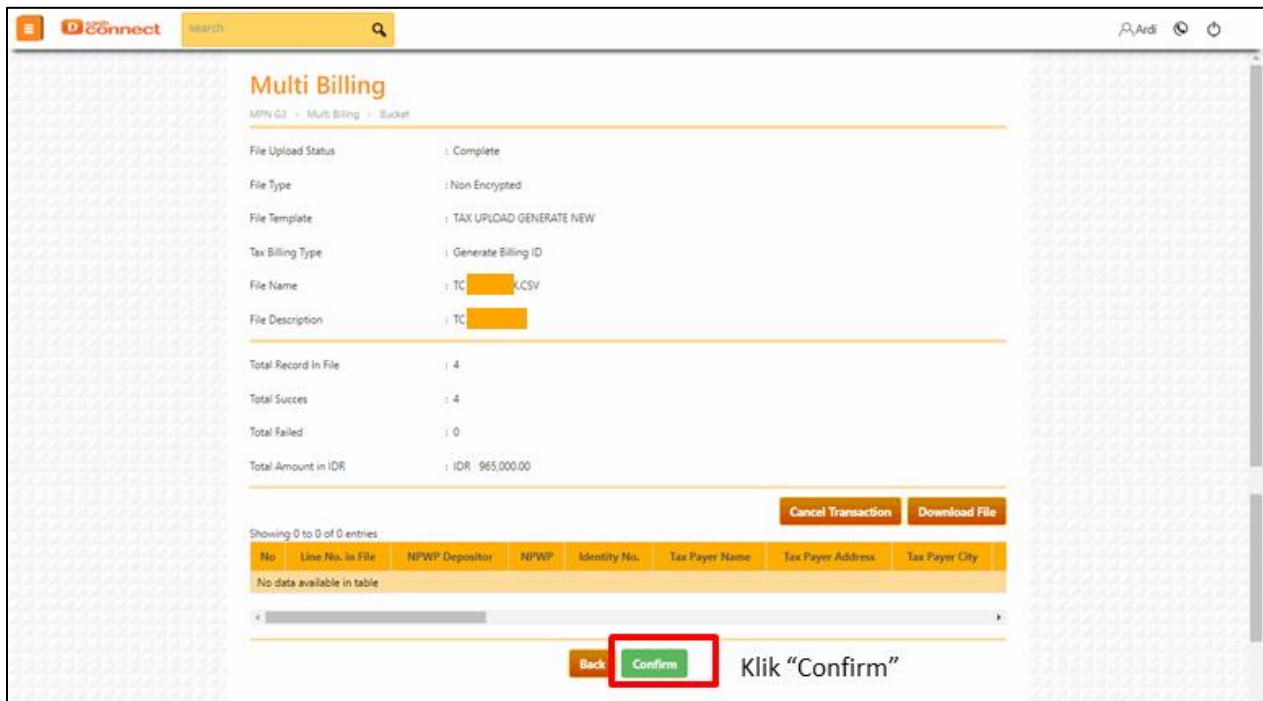 D cash connect search Ardi
Multi Billing
MPN G3 - Multi Billing - Bucket
File Upload Status : Complete
File Type : Non Encrypted
File Template : TAX UPLOAD GENERATE NEW
Tax Billing Type : Generate Billing ID
File Name : TC K.CSV
File Description : TC
Total Record In File : 4
Total Succes : 4
Total Failed : 0
Total Amount in IDR : IDR 965,000.00
Cancel Transaction Download File
Showing 0 to 0 of 0 entries
No Line No. in File NPWP Depositor NPWP Identity No. Tax Payer Name Tax Payer Address Tax Payer City
No data available in table
Back Confirm Klik “Confirm”